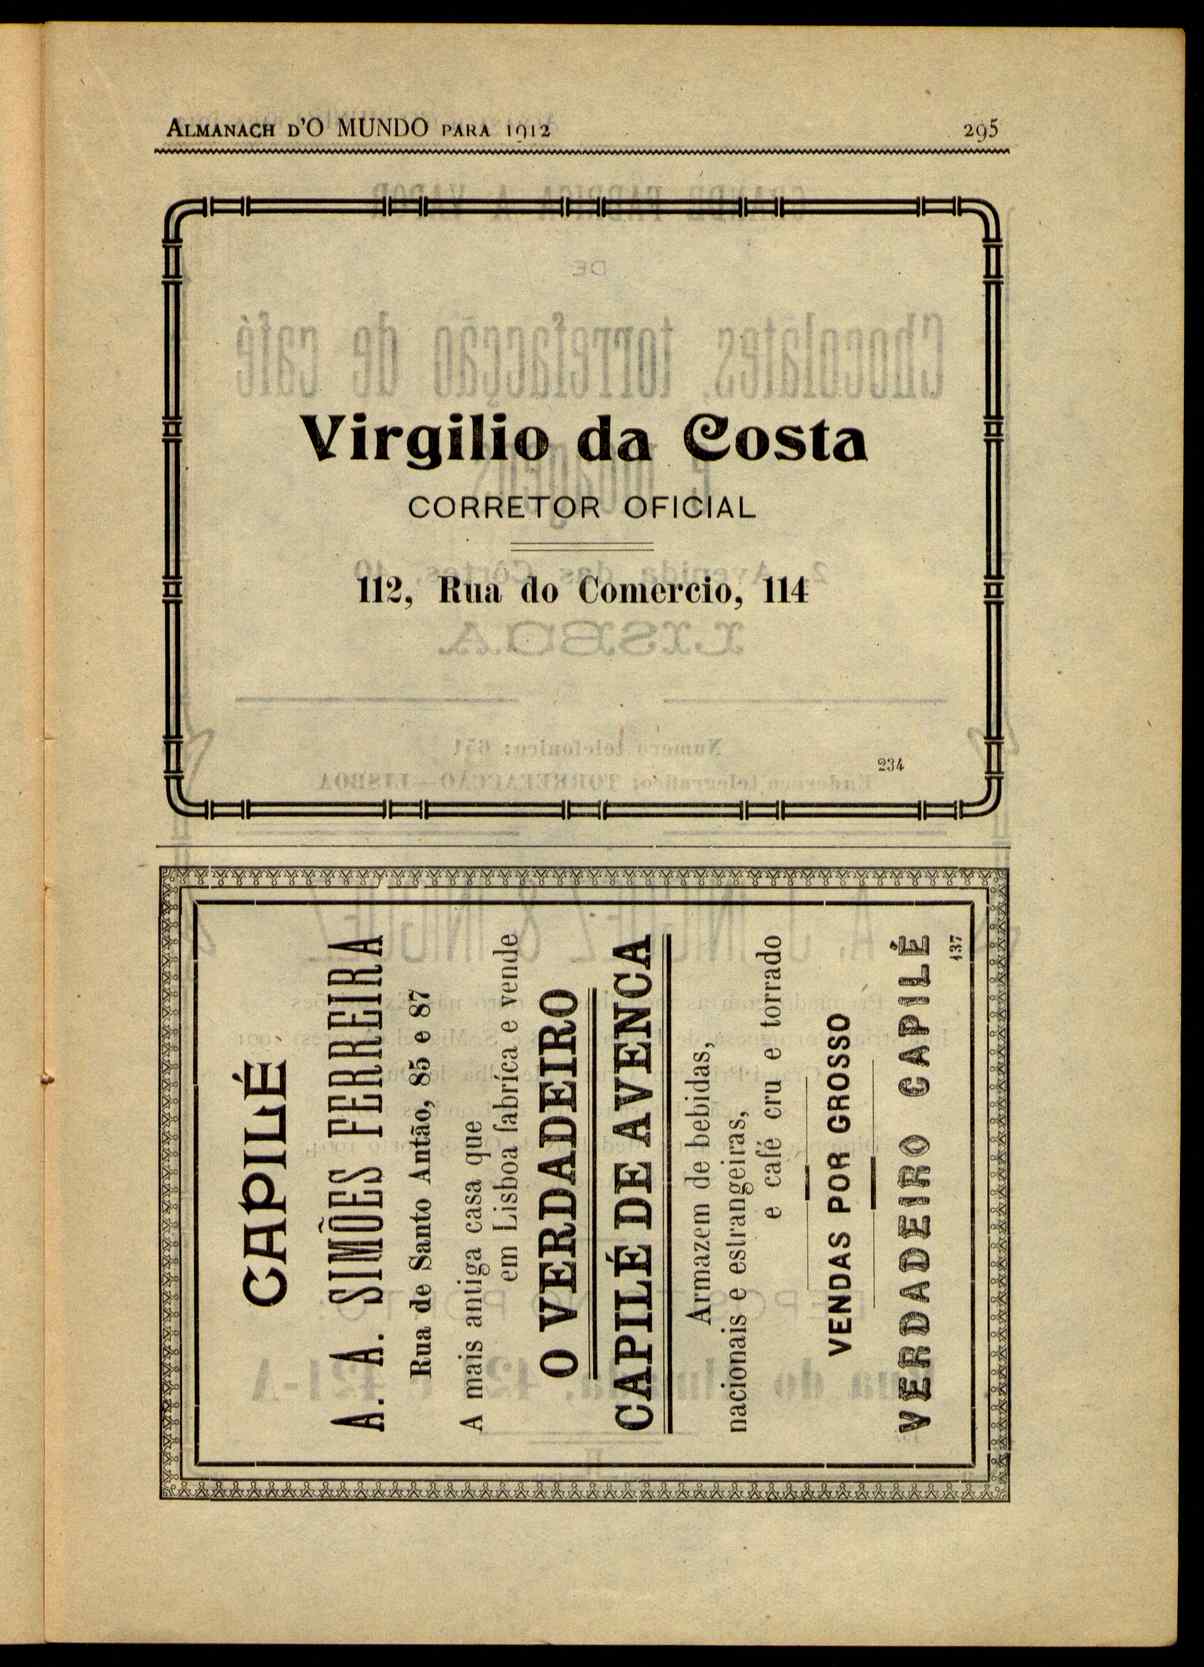 ALMANACH D'O MUNDO PARA 1912
295
Virgilio da Costa
CORRETOR OFICIAL
112, Rua do Comercio, 114
234
CAPILÉ
A. A. SIMÕES FERREIRA
Rua de Santo Antão, 85 e 87
A mais antiga casa que
em Lisboa fabríca e vende
O VERDADEIRO
CAPILÉ DE AVENCA
Armazem de bebidas,
nacionais e estrangeiras,
e café cru e torrado
VENDAS POR GROSSO
VERDADEIRO CAPILÉ
137